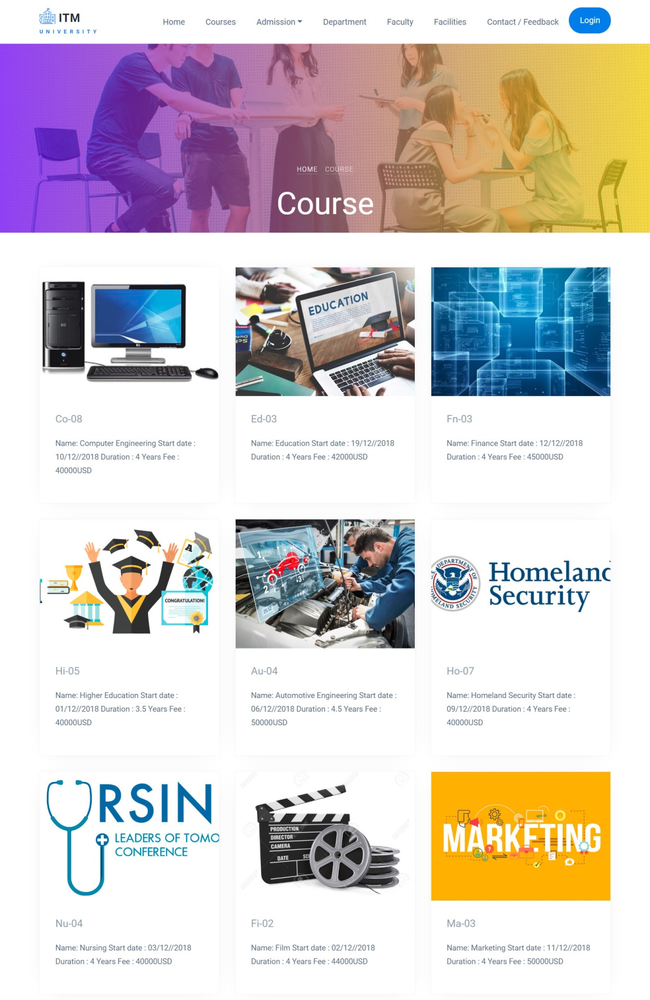 ITM
UNIVERSITY
Home Courses Admission Department Faculty Facilities Contact / Feedback Login
HOME COURSE
Course
EDUCATION
Co-08
Name: Computer Engineering Start date :
10/12//2018 Duration : 4 Years Fee :
40000USD
Ed-03
Name: Education Start date : 19/12//2018
Duration : 4 Years Fee : 42000USD
Fn-03
Name: Finance Start date : 12/12//2018
Duration : 4 Years Fee : 45000USD
A
CONGRATULATION!
1
2
3
25:12
DEPARTMENT OF
HOMELAND SECURITY
Homeland
Security
Hi-05
Name: Higher Education Start date :
01/12//2018 Duration : 3.5 Years Fee :
40000USD
Au-04
Name: Automotive Engineering Start date :
06/12//2018 Duration : 4.5 Years Fee :
50000USD
Ho-07
Name: Homeland Security Start date :
09/12//2018 Duration : 4 Years Fee :
40000USD
RSIN
LEADERS OF TOMO
CONFERENCE
PRODUCTION
DIRECTOR
CAMERA
DATE SC
MARKETING
Nu-04
Name: Nursing Start date : 03/12//2018
Duration : 4 Years Fee : 40000USD
Fi-02
Name: Film Start date : 02/12//2018
Duration : 4 Years Fee : 44000USD
Ma-03
Name: Marketing Start date : 11/12//2018
Duration : 4 Years Fee : 50000USD